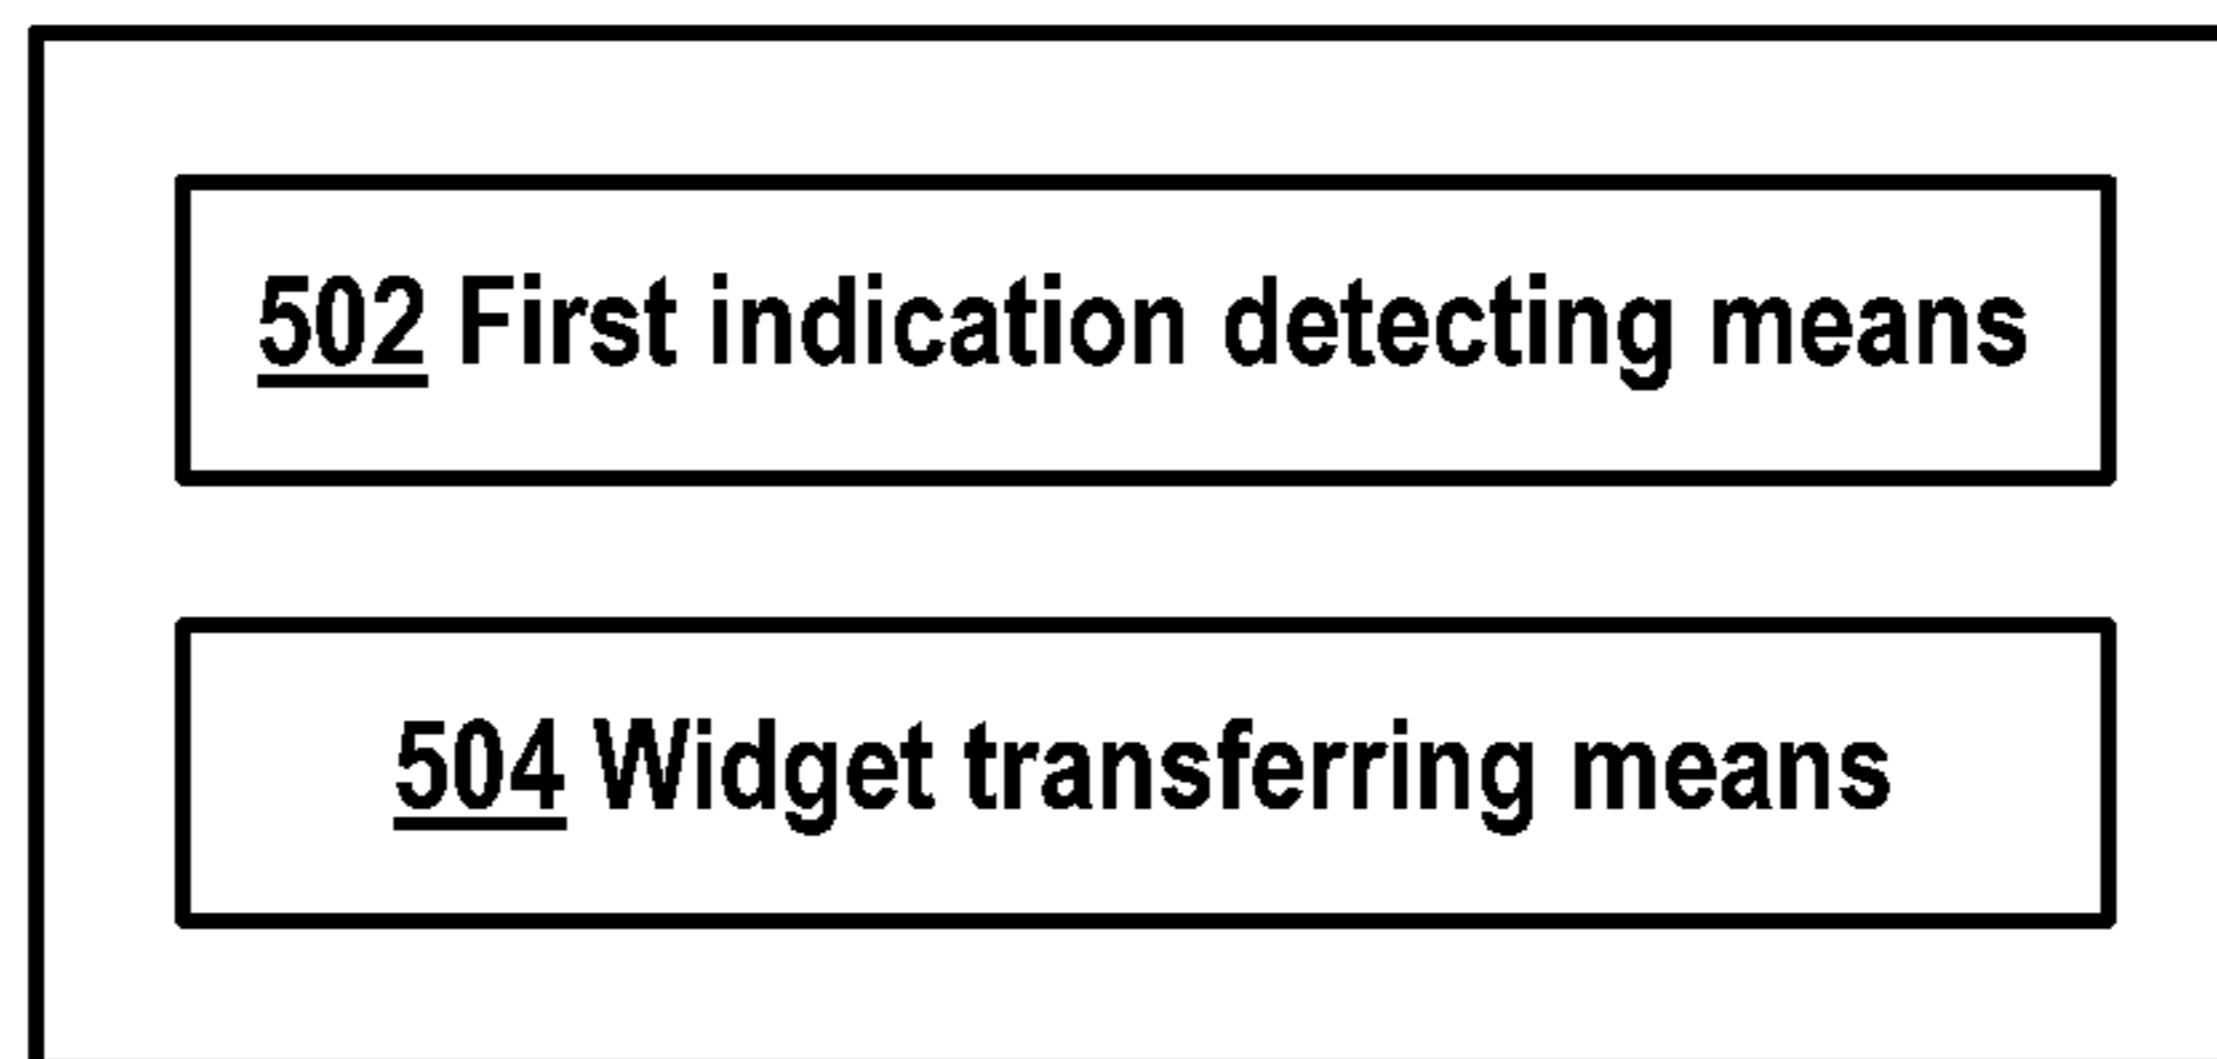 502 First indication detecting means
504 Widget transferring means